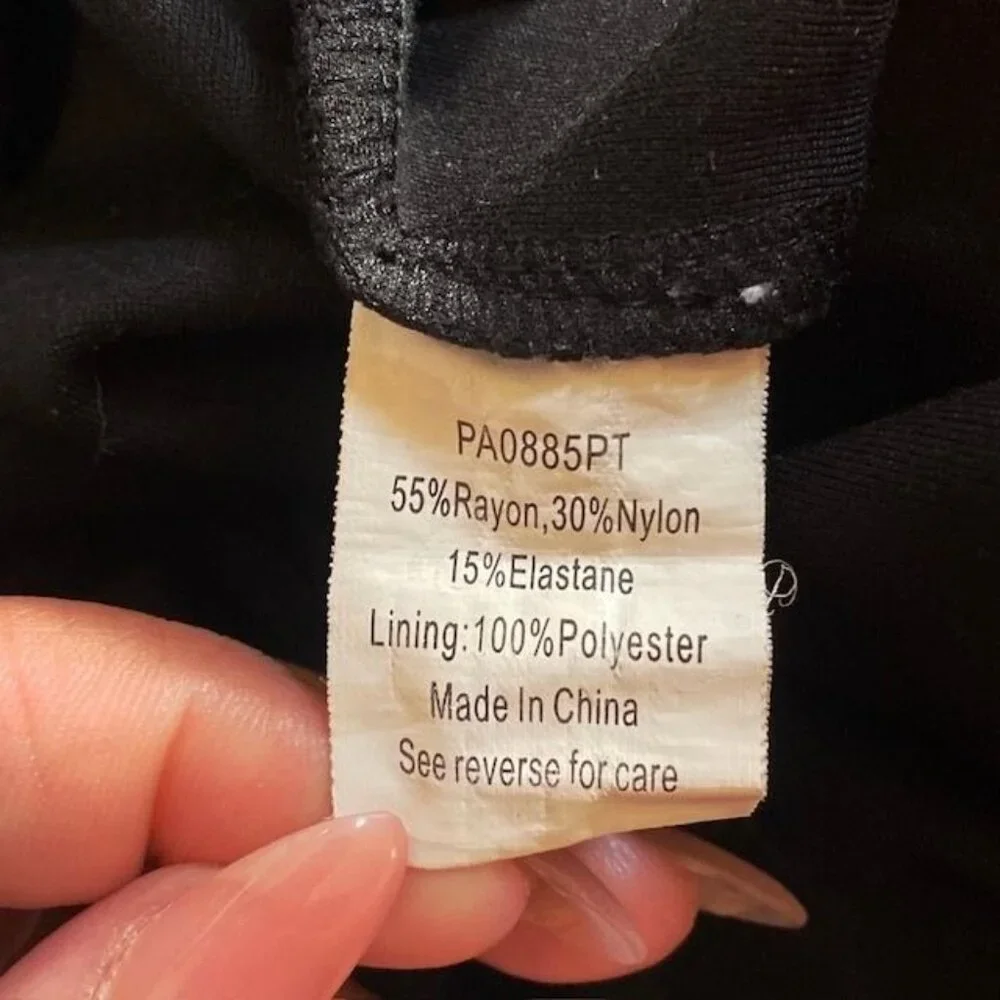 PA0885PT
55%Rayon,30%Nylon
15%Elastane
Lining:100%Polyester
Made In China
See reverse for care